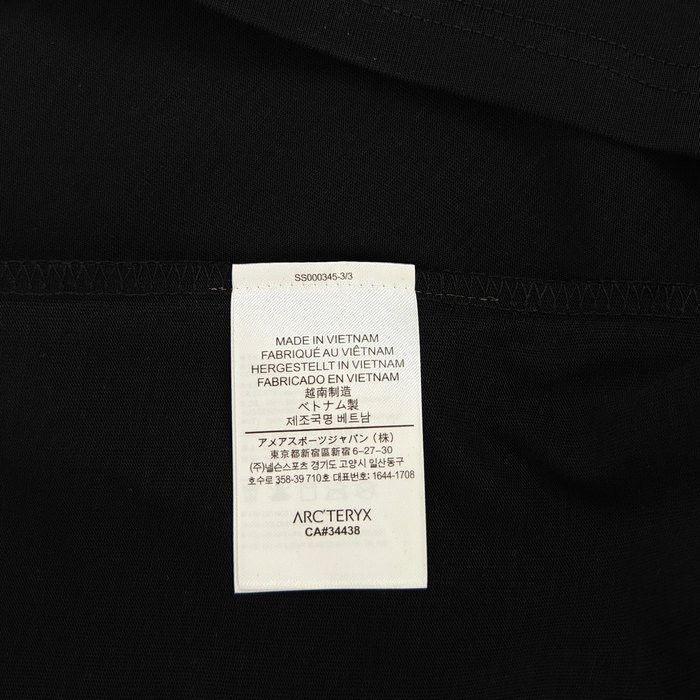 SS000345-3/3
MADE IN VIETNAM
FABRIQUÉ AU VIÊTNAM
HERGESTELLT IN VIETNAM
FABRICADO EN VIETNAM
越南制造
ベトナム製
제조국명 베트남
アメアスポーツジャパン（株）
東京都新宿區新宿 6-27-30
(주)넬슨스포츠 경기도 고양시 일산동구
호수로 358-39 710호 대표번호: 1644-1708
ARC'TERYX
CA#34438